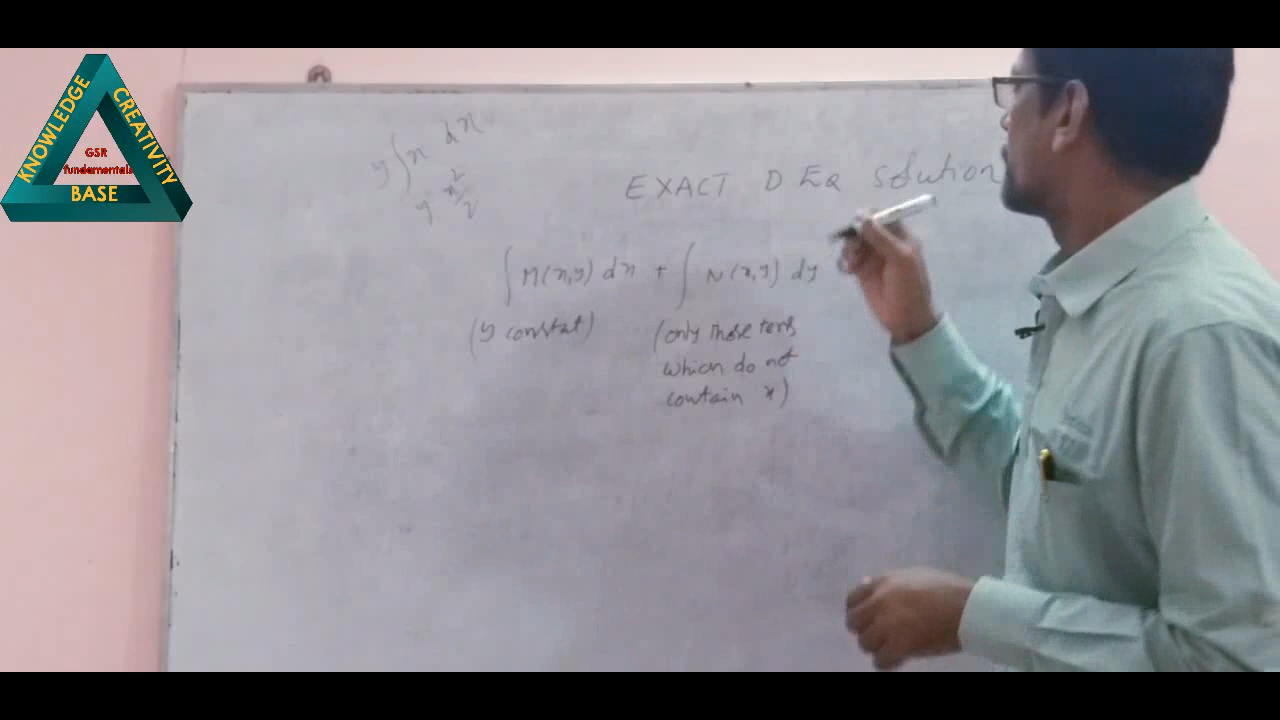 KNOWLEDGE
CREATIVITY
GSR
fundamentals
BASE
y∫x dx
y x²/2
EXACT D EQ Solution
∫M(x,y) dx + ∫N(x,y) dy
(y constat)
(only those terms
which do not
contain x)